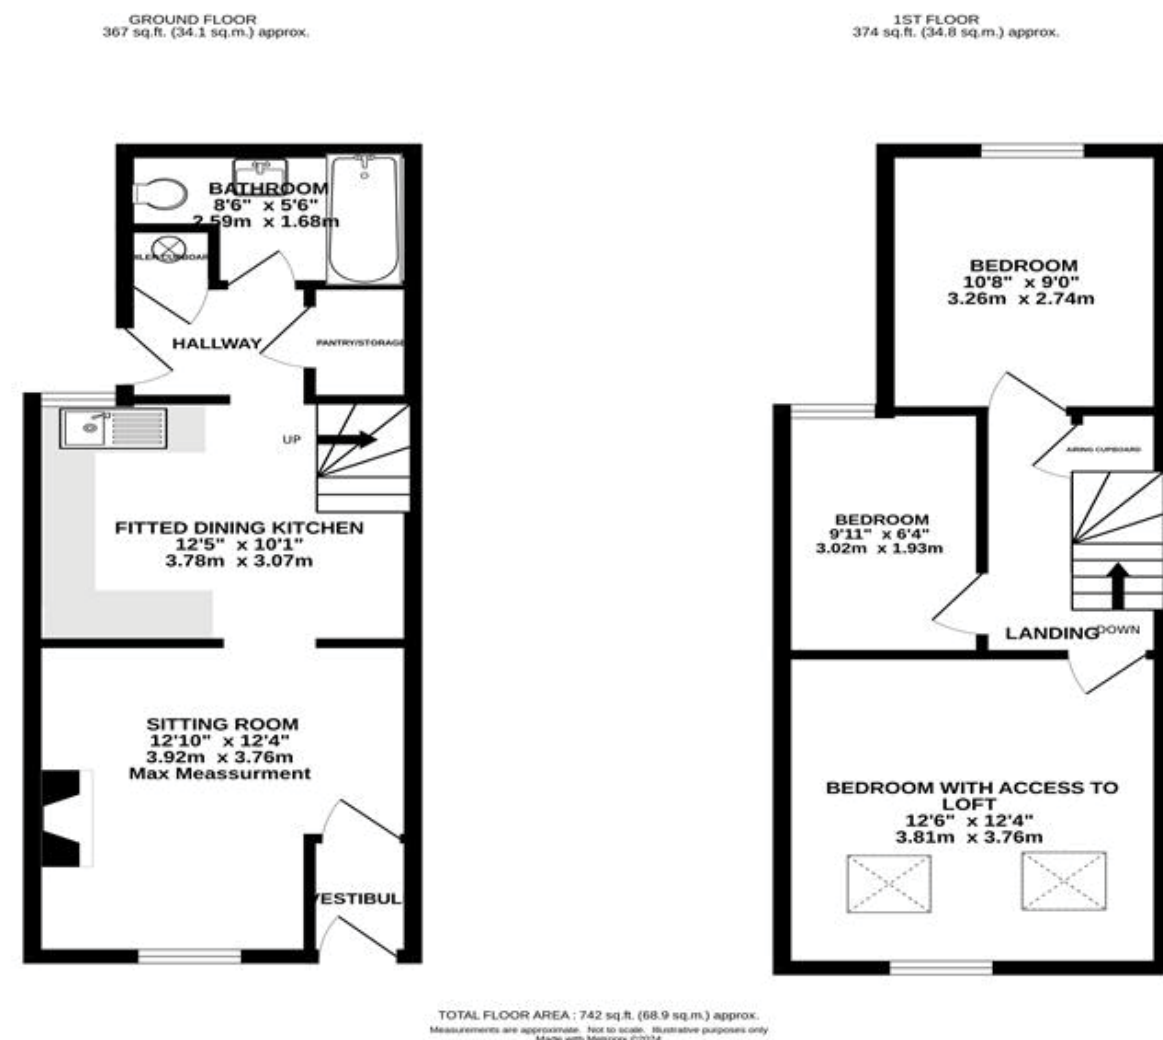 GROUND FLOOR
367 sq.ft. (34.1 sq.m.) approx.
BATHROOM
8'6" x 5'6"
2.59m x 1.68m
HALLWAY
PANTRY/STORAGE
UP
FITTED DINING KITCHEN
12'5" x 10'1"
3.78m x 3.07m
SITTING ROOM
12'10" x 12'4"
3.92m x 3.76m
Max Meassurment
VESTIBUL
1ST FLOOR
374 sq.ft. (34.8 sq.m.) approx.
BEDROOM
10'8" x 9'0"
3.26m x 2.74m
AIRING CUPBOARD
BEDROOM
9'11" x 6'4"
3.02m x 1.93m
LANDING
DOWN
BEDROOM WITH ACCESS TO
LOFT
12'6" x 12'4"
3.81m x 3.76m
TOTAL FLOOR AREA : 742 sq.ft. (68.9 sq.m.) approx.
Measurements are approximate. Not to scale. Illustrative purposes only
Made with Metropix ©2024